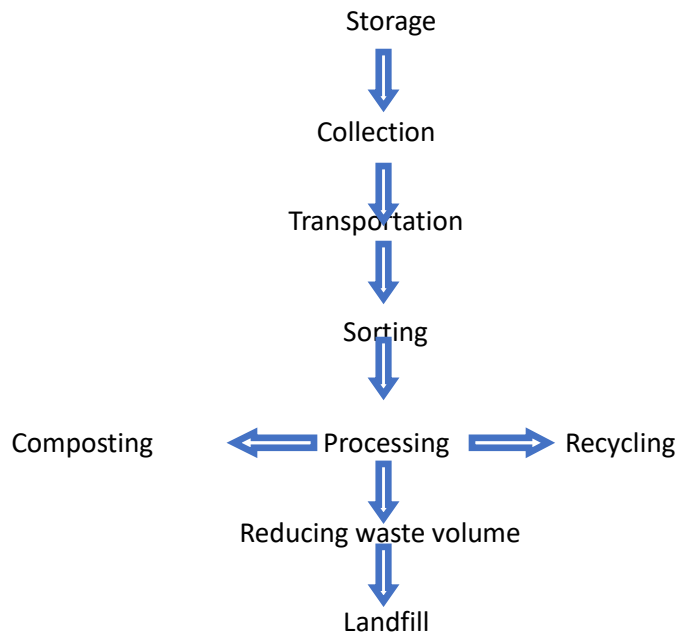 Storage
Collection
Transportation
Sorting
Composting
Processing
Recycling
Reducing waste volume
Landfill